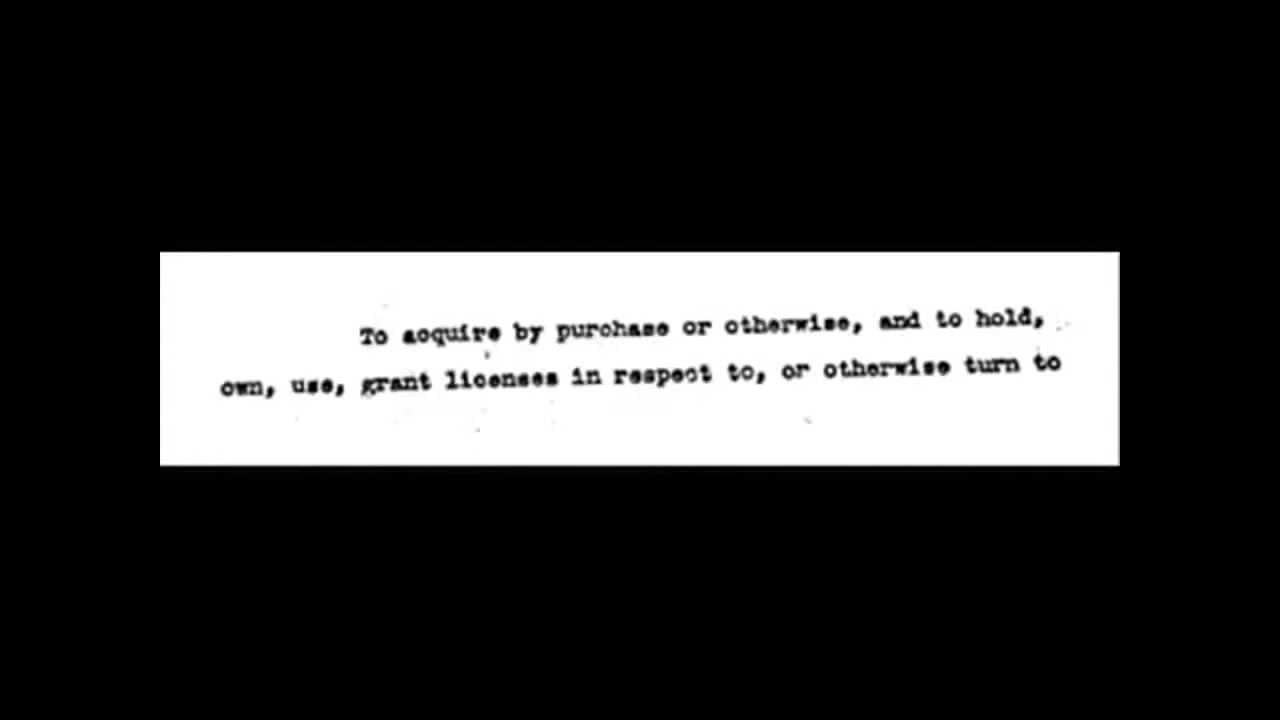 To acquire by purchase or otherwise, and to hold,
own, use, grant licenses in respect to, or otherwise turn to